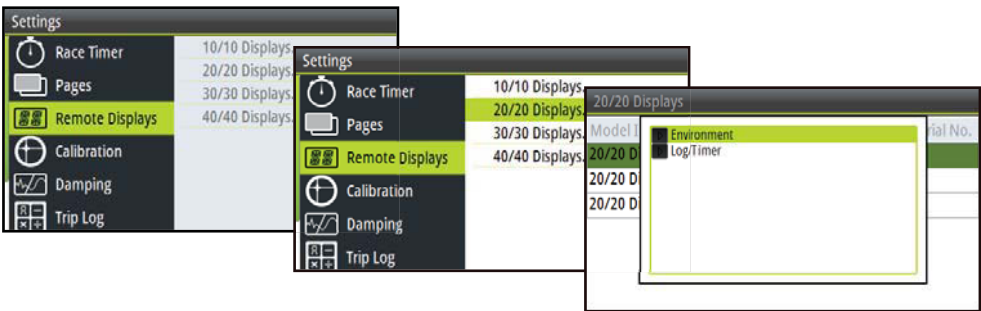 Settings
Race Timer
Pages
Remote Displays
Calibration
Damping
Trip Log
10/10 Displays.
20/20 Displays.
30/30 Displays.
40/40 Displays.
Settings
Race Timer
Pages
Remote Displays
Calibration
Damping
Trip Log
10/10 Displays.
20/20 Displays.
30/30 Displays.
40/40 Displays.
20/20 Displays
Model I
rial No.
20/20 D
20/20 Di
20/20 Di
Environment
Log/Timer